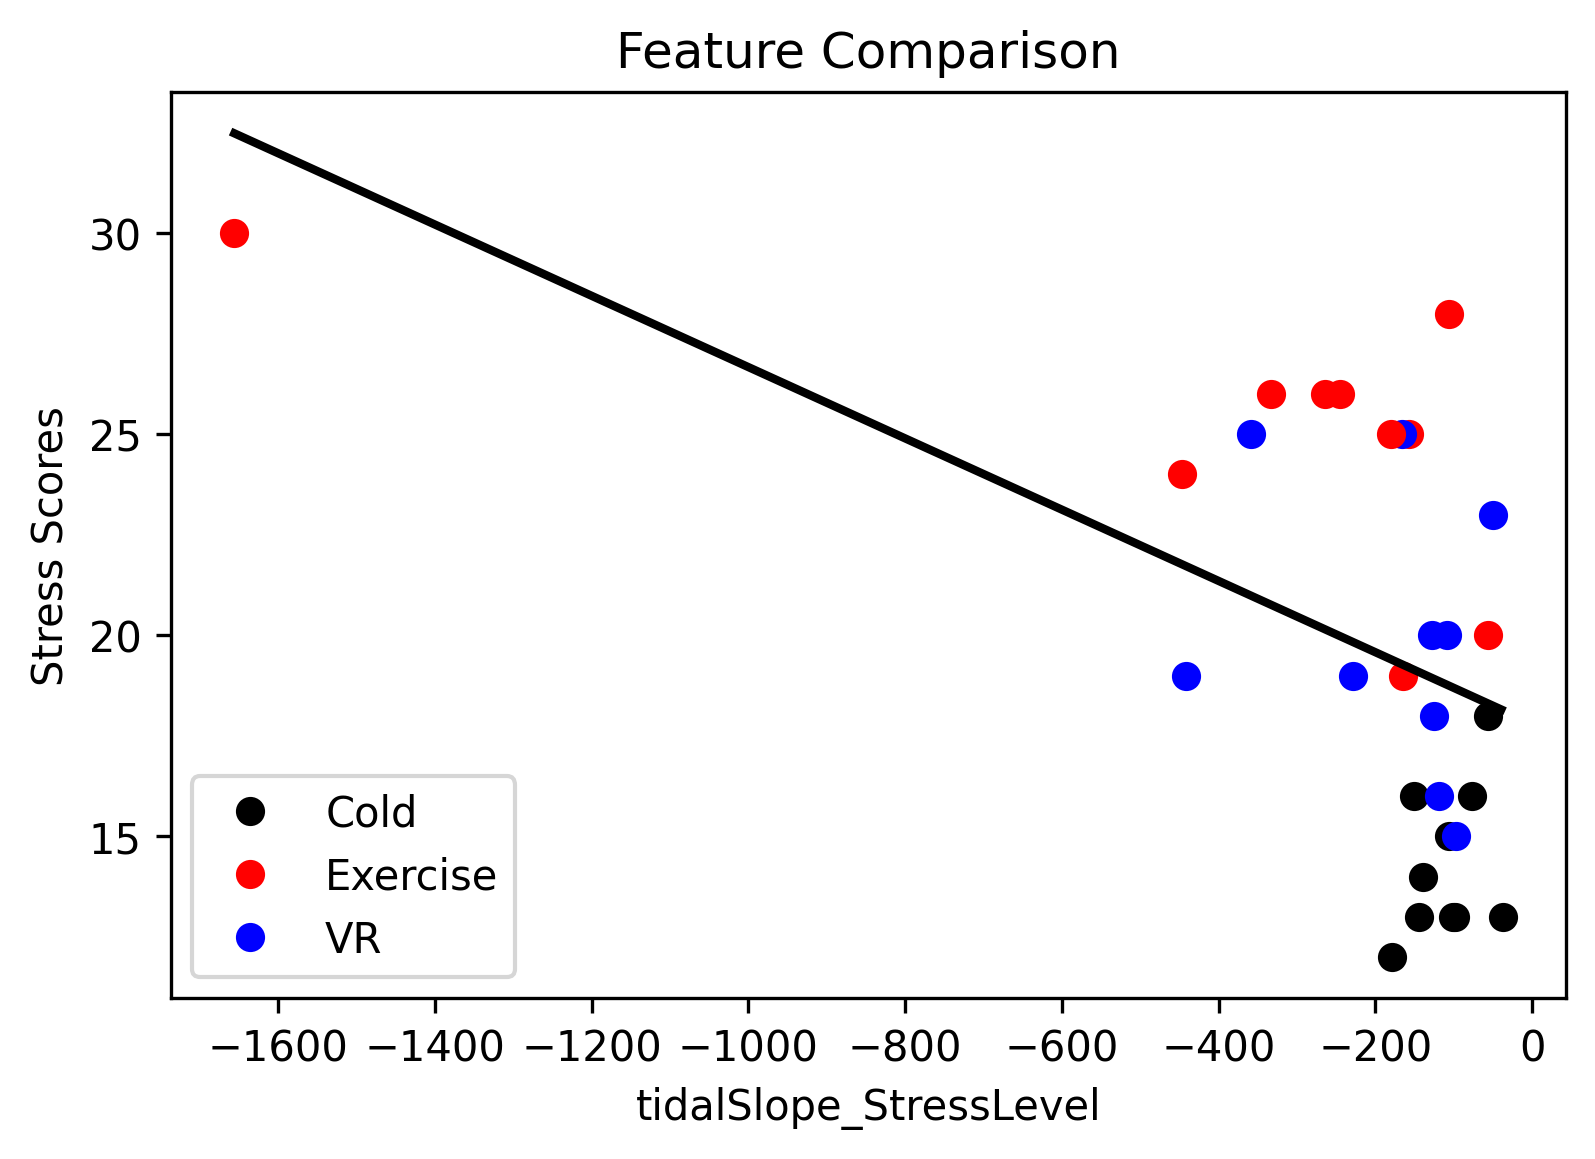 Feature Comparison
Stress Scores
30
25
20
15
Cold
Exercise
VR
−1600 −1400 −1200 −1000 −800 −600 −400 −200 0
tidalSlope_StressLevel